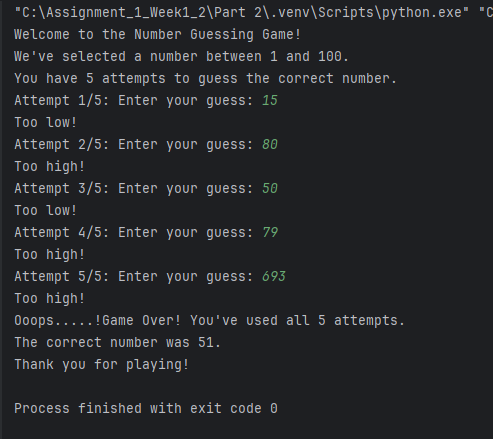 "C:\Assignment_1_Week1_2\Part 2\.venv\Scripts\python.exe" "C
Welcome to the Number Guessing Game!
We've selected a number between 1 and 100.
You have 5 attempts to guess the correct number.
Attempt 1/5: Enter your guess: 15
Too low!
Attempt 2/5: Enter your guess: 80
Too high!
Attempt 3/5: Enter your guess: 50
Too low!
Attempt 4/5: Enter your guess: 79
Too high!
Attempt 5/5: Enter your guess: 693
Too high!
Ooops.....!Game Over! You've used all 5 attempts.
The correct number was 51.
Thank you for playing!
Process finished with exit code 0